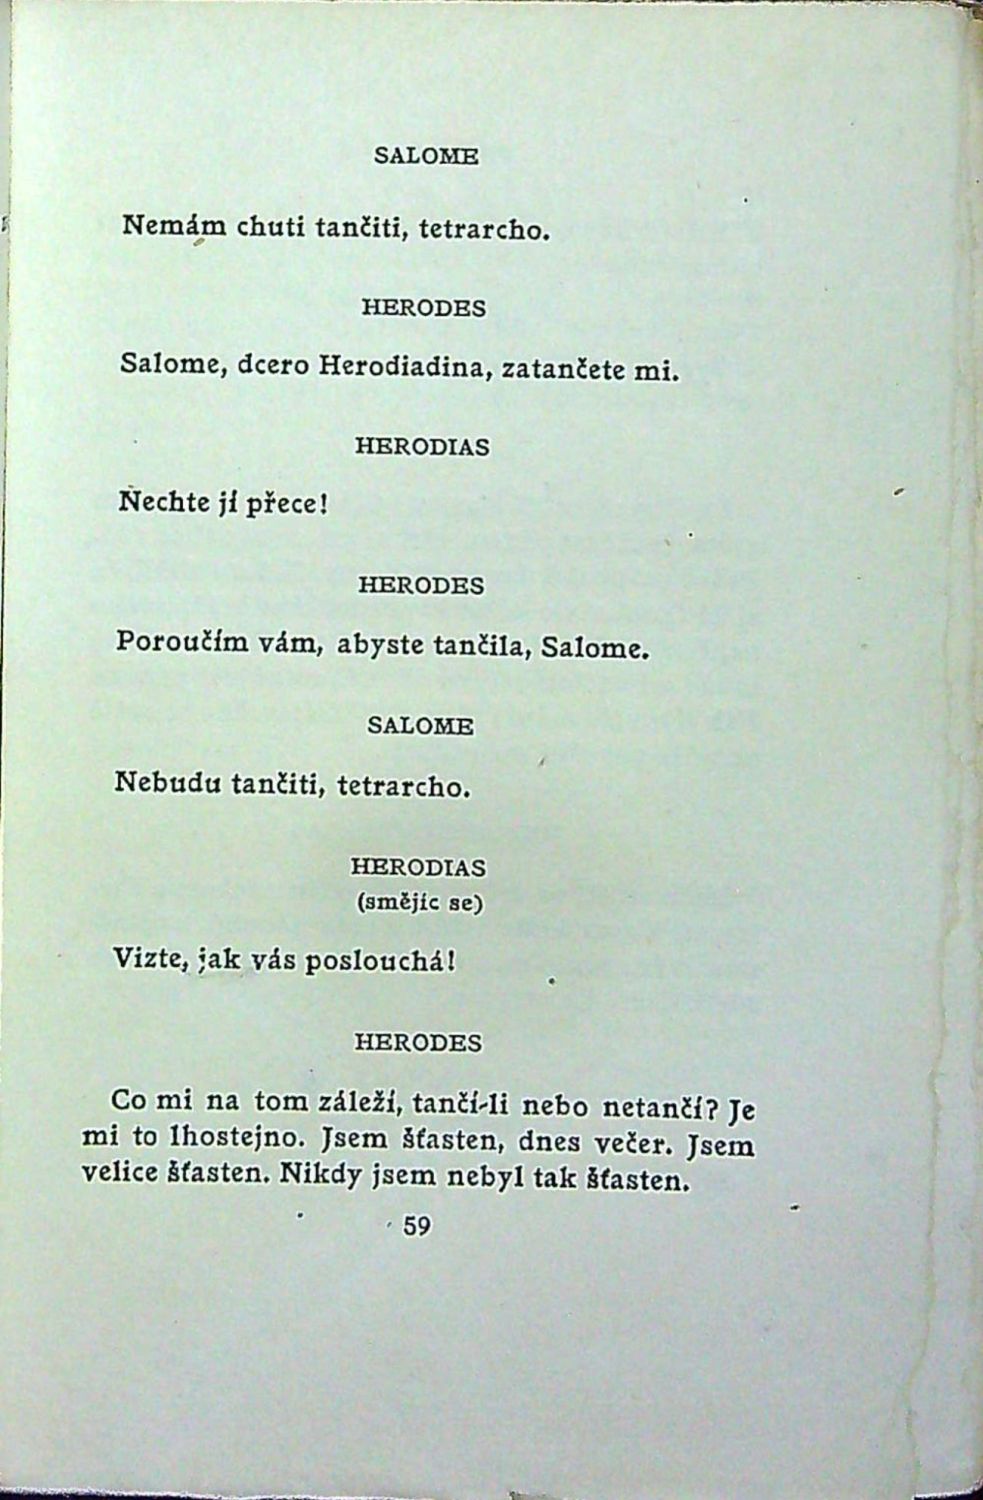 SALOME
Nemám chuti tančiti, tetrarcho.
HERODES
Salome, dcero Herodiadina, zatančete mi.
HERODIAS
Nechte jí přece!
HERODES
Poroučím vám, abyste tančila, Salome.
SALOME
Nebudu tančiti, tetrarcho.
HERODIAS
(smějíc se)
Vizte, jak vás poslouchá!
HERODES
Co mi na tom záleží, tančí-li nebo netančí? Je
mi to lhostejno. Jsem šťasten, dnes večer. Jsem
velice šťasten. Nikdy jsem nebyl tak šťasten.
59